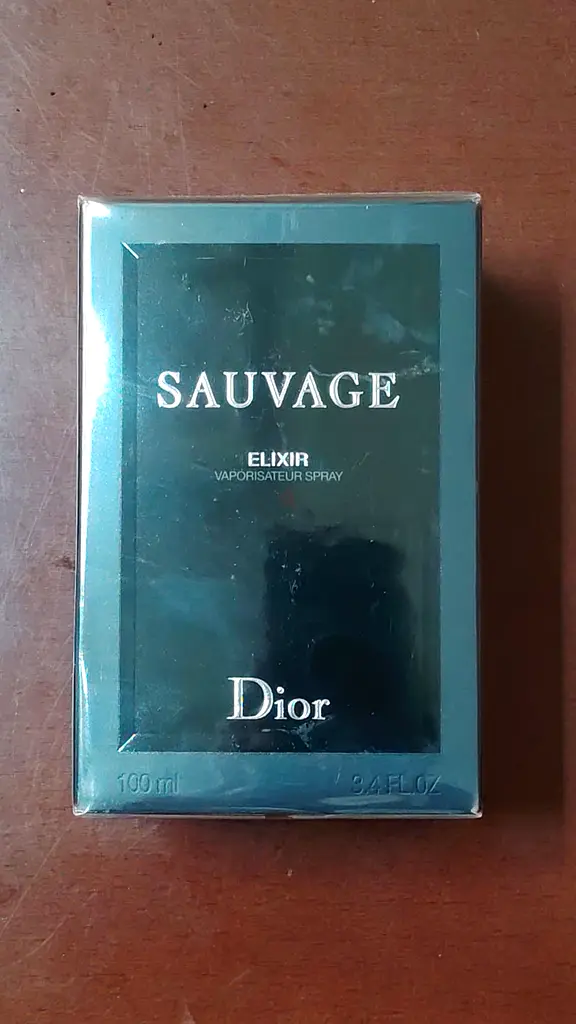 SAUVAGE
ELIXIR
VAPORISATEUR SPRAY
Dior
100 ml 3.4 FL.OZ